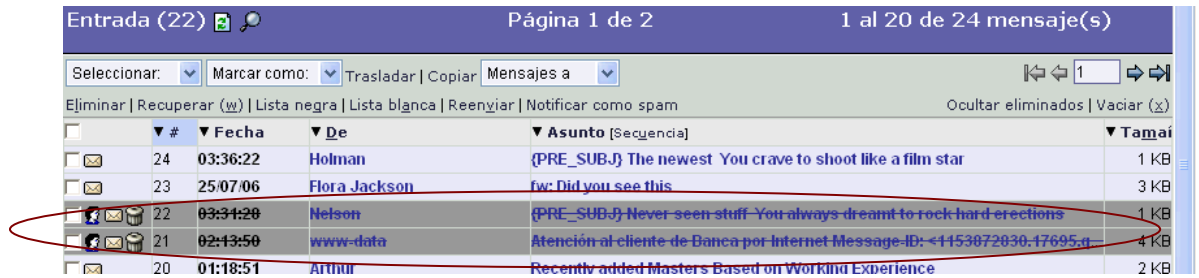 Entrada (22) Página 1 de 2 1 al 20 de 24 mensaje(s)
Seleccionar: Marcar como: Trasladar | Copiar Mensajes a 1
Eliminar | Recuperar (w) | Lista negra | Lista blanca | Reenviar | Notificar como spam Ocultar eliminados | Vaciar (x)
# Fecha De Asunto [Secuencia] Tamañ
24 03:36:22 Holman {PRE_SUBJ} The newest You crave to shoot like a film star 1 KB
23 25/07/06 Flora Jackson fw: Did you see this 3 KB
22 03:31:28 Nelson {PRE_SUBJ} Never seen stuff You always dreamt to rock hard erections 1 KB
21 02:13:50 www-data Atención al cliente de Banca por Internet Message-ID: <1153872830.17695.q... 4 KB
20 01:18:51 Arthur Recently added Masters Based on Working Experience 2 KB